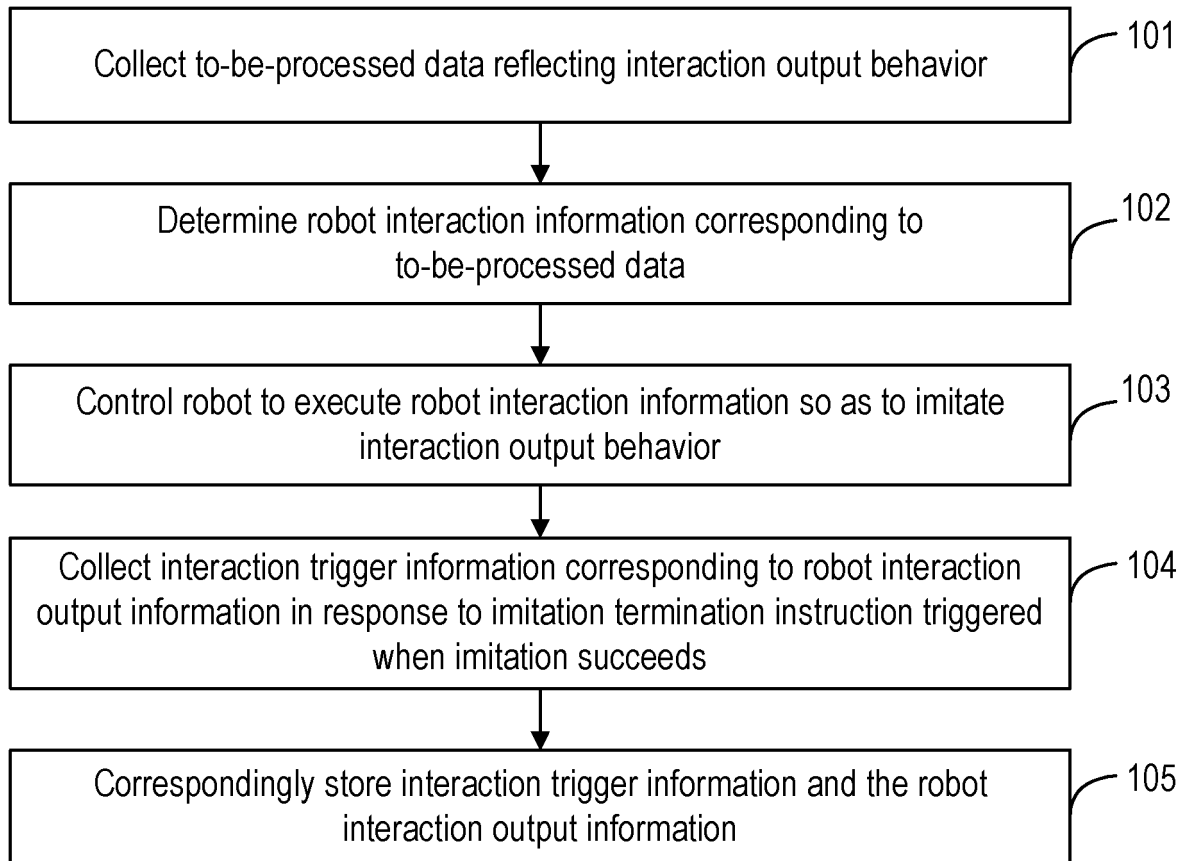 Collect to-be-processed data reflecting interaction output behavior
101
Determine robot interaction information corresponding to
to-be-processed data
102
Control robot to execute robot interaction information so as to imitate
interaction output behavior
103
Collect interaction trigger information corresponding to robot interaction
output information in response to imitation termination instruction triggered
when imitation succeeds
104
Correspondingly store interaction trigger information and the robot
interaction output information
105